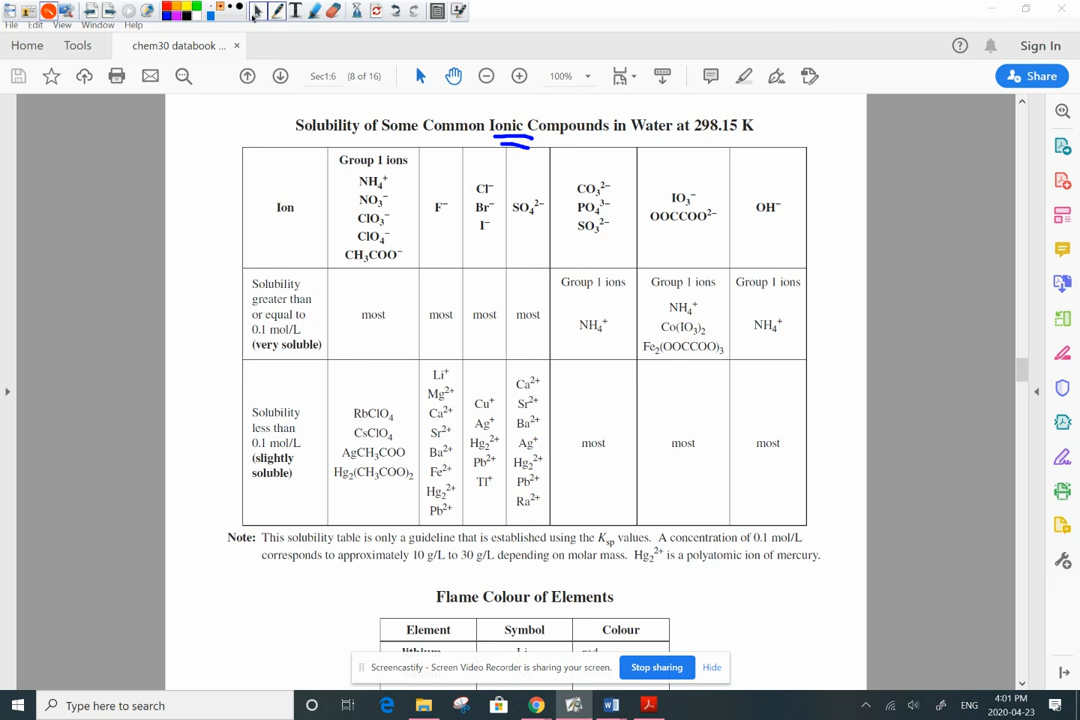 File Edit View Window Help
Home Tools chem30 databook ... × Sign In
Sec1:6 (8 of 16) 100% Share
Solubility of Some Common Ionic Compounds in Water at 298.15 K
Ion
Group 1 ions
NH₄⁺
NO₃⁻
ClO₃⁻
ClO₄⁻
CH₃COO⁻
F⁻
Cl⁻
Br⁻
I⁻
SO₄²⁻
CO₃²⁻
PO₄³⁻
SO₃²⁻
IO₃⁻
OOCCOO²⁻
OH⁻
Solubility
greater than
or equal to
0.1 mol/L
(very soluble)
most
most
most
most
Group 1 ions
NH₄⁺
Group 1 ions
NH₄⁺
Co(IO₃)₂
Fe₂(OOCCOO)₃
Group 1 ions
NH₄⁺
Solubility
less than
0.1 mol/L
(slightly
soluble)
RbClO₄
CsClO₄
AgCH₃COO
Hg₂(CH₃COO)₂
Li⁺
Mg²⁺
Ca²⁺
Sr²⁺
Ba²⁺
Fe²⁺
Hg₂²⁺
Pb²⁺
Cu⁺
Ag⁺
Hg₂²⁺
Pb²⁺
Tl⁺
Ca²⁺
Sr²⁺
Ba²⁺
Ag⁺
Hg₂²⁺
Pb²⁺
Ra²⁺
most
most
most
Note: This solubility table is only a guideline that is established using the Kₛₚ values. A concentration of 0.1 mol/L
corresponds to approximately 10 g/L to 30 g/L depending on molar mass. Hg₂²⁺ is a polyatomic ion of mercury.
Flame Colour of Elements
Element Symbol Colour
lithium Li red
Screencastify - Screen Video Recorder is sharing your screen. Stop sharing Hide
Type here to search
ENG
4:01 PM
2020-04-23